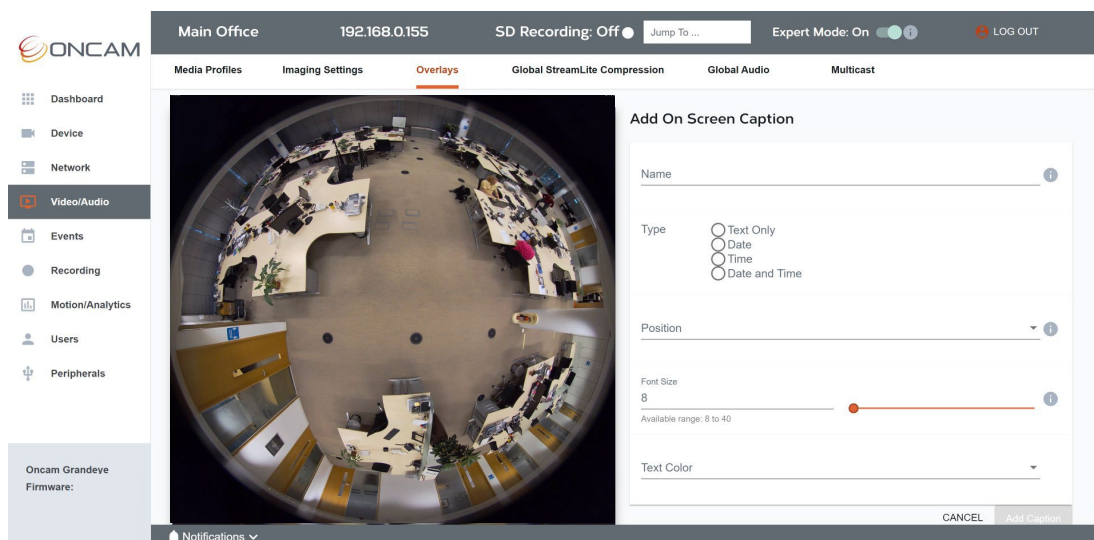 ONCAM
Main Office 192.168.0.155 SD Recording: Off Jump To ... Expert Mode: On LOG OUT
Media Profiles Imaging Settings Overlays Global StreamLite Compression Global Audio Multicast
Dashboard
Device
Network
Video/Audio
Events
Recording
Motion/Analytics
Users
Peripherals
Oncam Grandeye
Firmware:
Add On Screen Caption
Name
Type
Text Only
Date
Time
Date and Time
Position
Font Size
8
Available range: 8 to 40
Text Color
CANCEL Add Caption
Notifications